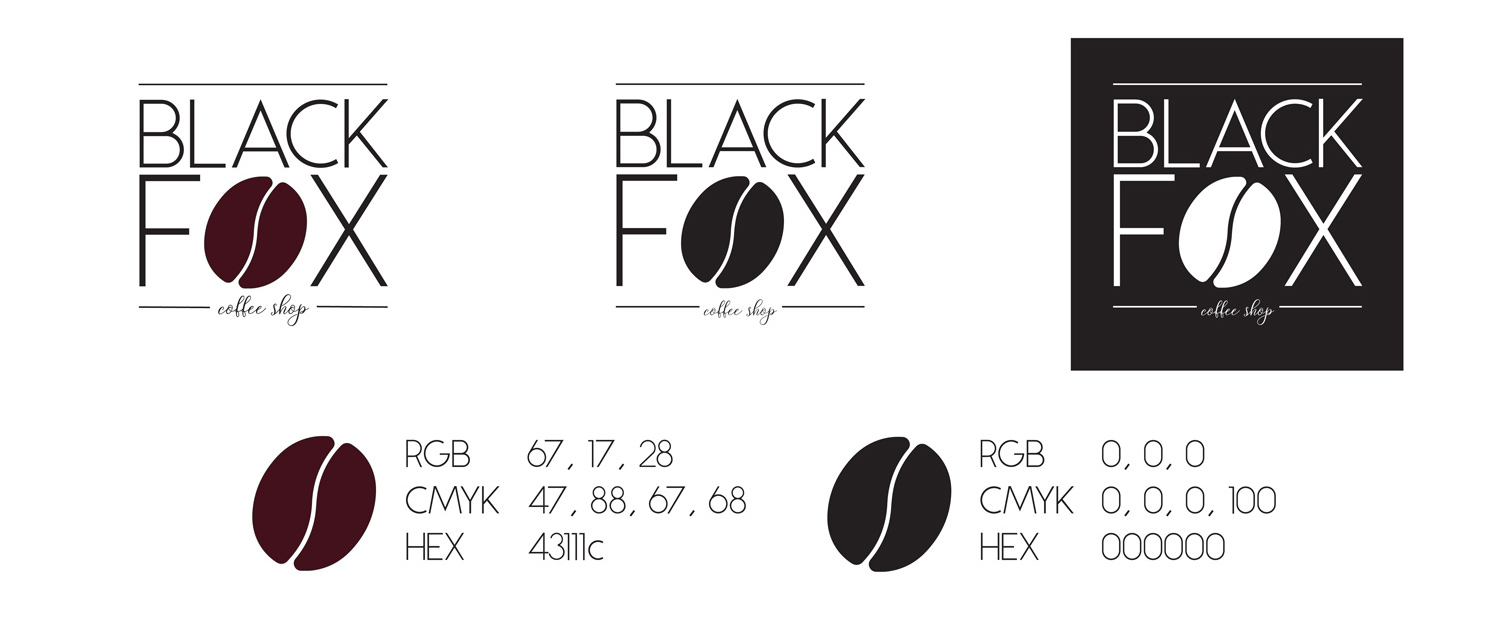 BLACK
FOX
coffee shop
BLACK
FOX
coffee shop
BLACK
FOX
coffee shop
RGB 67, 17, 28
CMYK 47, 88, 67, 68
HEX 43111c
RGB 0, 0, 0
CMYK 0, 0, 0, 100
HEX 000000